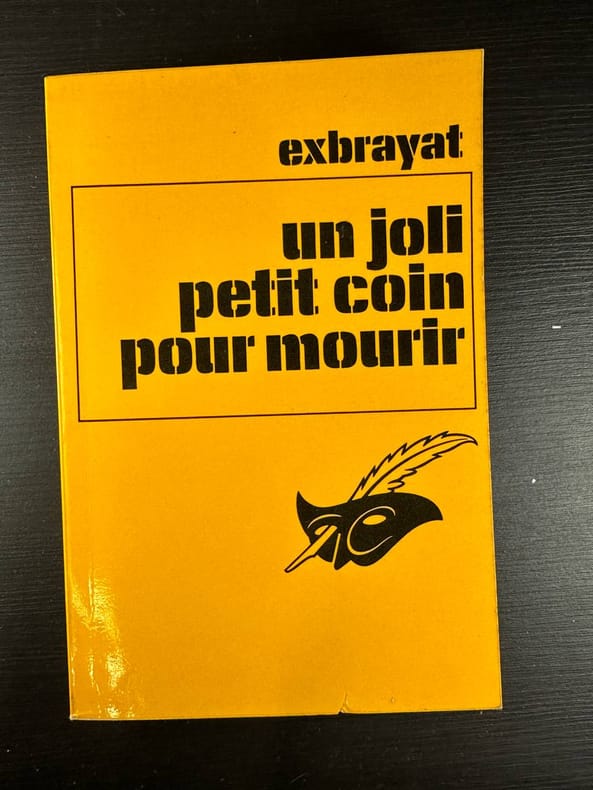 exbrayat
un joli
petit coin
pour mourir